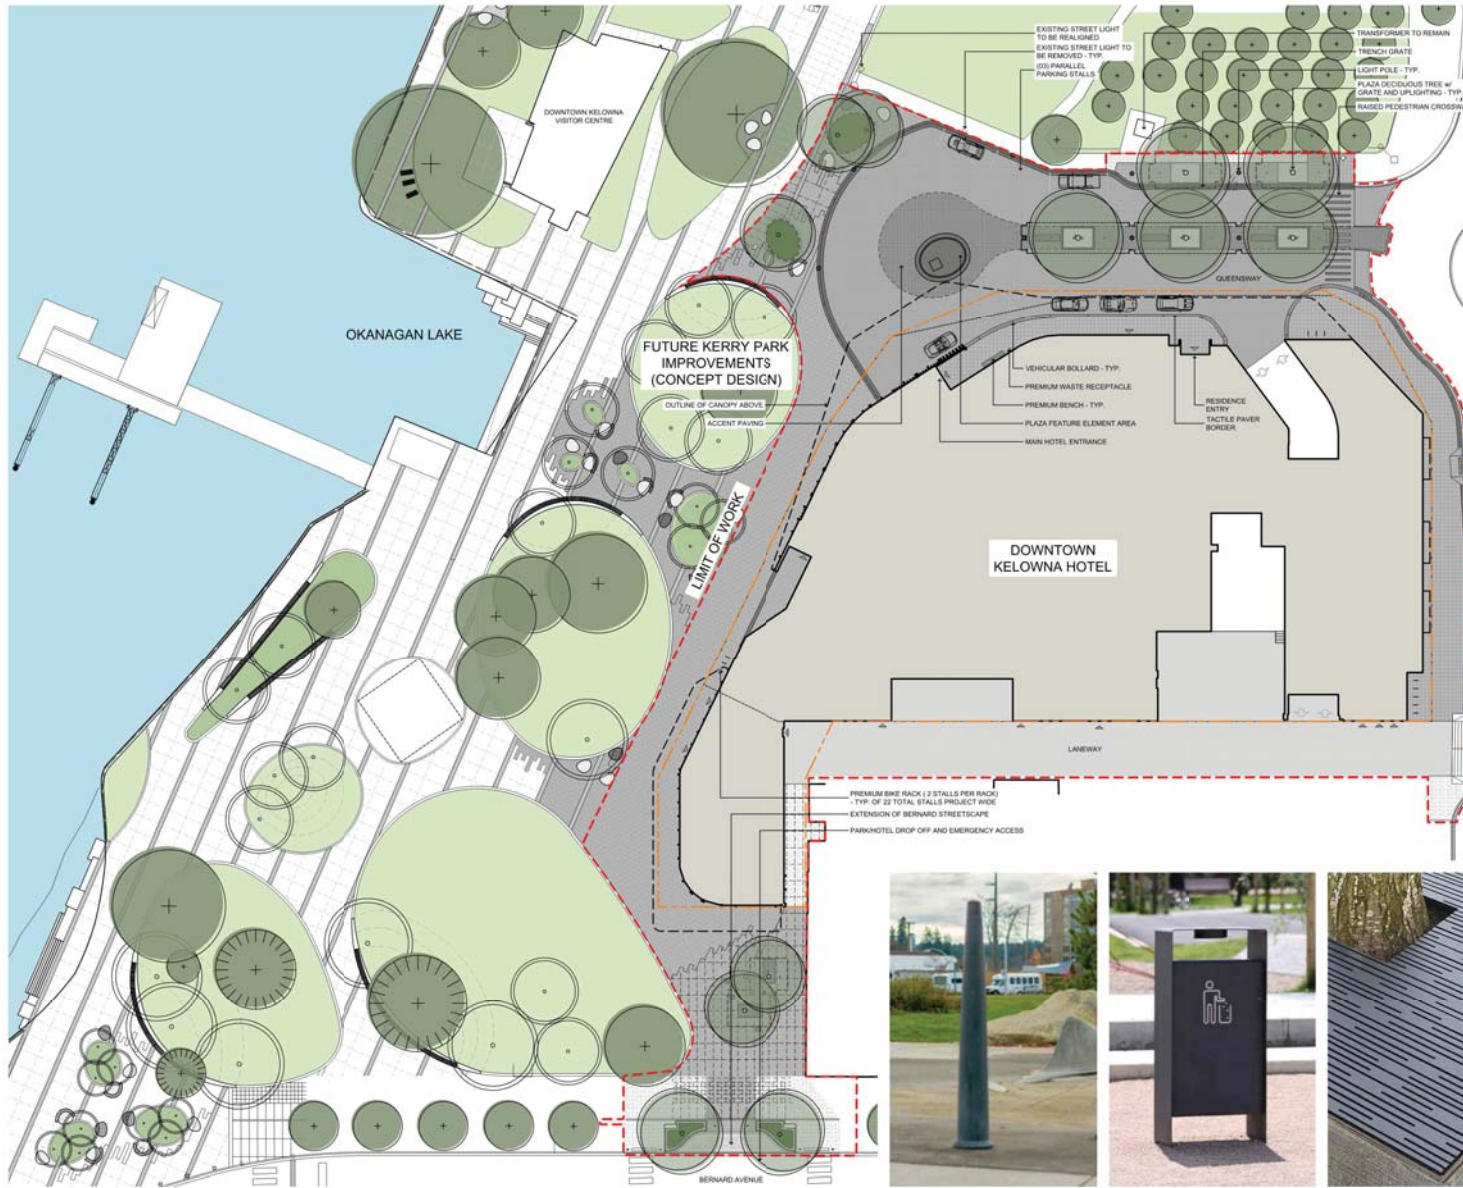 EXISTING STREET LIGHT
TO BE REALIGNED
EXISTING STREET LIGHT TO
BE REMOVED - TYP.
(03) PARALLEL
PARKING STALLS
TRANSFORMER TO REMAIN
TRENCH GRATE
LIGHT POLE - TYP.
PLAZA DECIDUOUS TREE w/
GRATE AND UPLIGHTING - TYP
RAISED PEDESTRIAN CROSSW
DOWNTOWN KELOWNA
VISITOR CENTRE
QUEENSWAY
OKANAGAN LAKE
FUTURE KERRY PARK
IMPROVEMENTS
(CONCEPT DESIGN)
OUTLINE OF CANOPY ABOVE
ACCENT PAVING
VEHICULAR BOLLARD - TYP.
PREMIUM WASTE RECEPTACLE
PREMIUM BENCH - TYP.
PLAZA FEATURE ELEMENT AREA
MAIN HOTEL ENTRANCE
RESIDENCE
ENTRY
TACTILE PAVER
BORDER
LIMIT OF WORK
DOWNTOWN
KELOWNA HOTEL
LANEWAY
PREMIUM BIKE RACK ( 2 STALLS PER RACK)
- TYP. OF 22 TOTAL STALLS PROJECT WIDE
EXTENSION OF BERNARD STREETSCAPE
PARK/HOTEL DROP OFF AND EMERGENCY ACCESS
BERNARD AVENUE